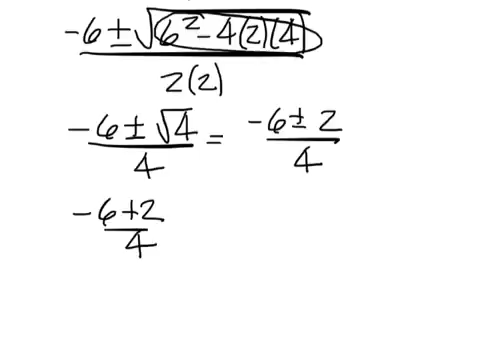 -6 ± √(6² - 4(2)(4)) / 2(2)
-6 ± √4 / 4 = -6 ± 2 / 4
-6+2 / 4